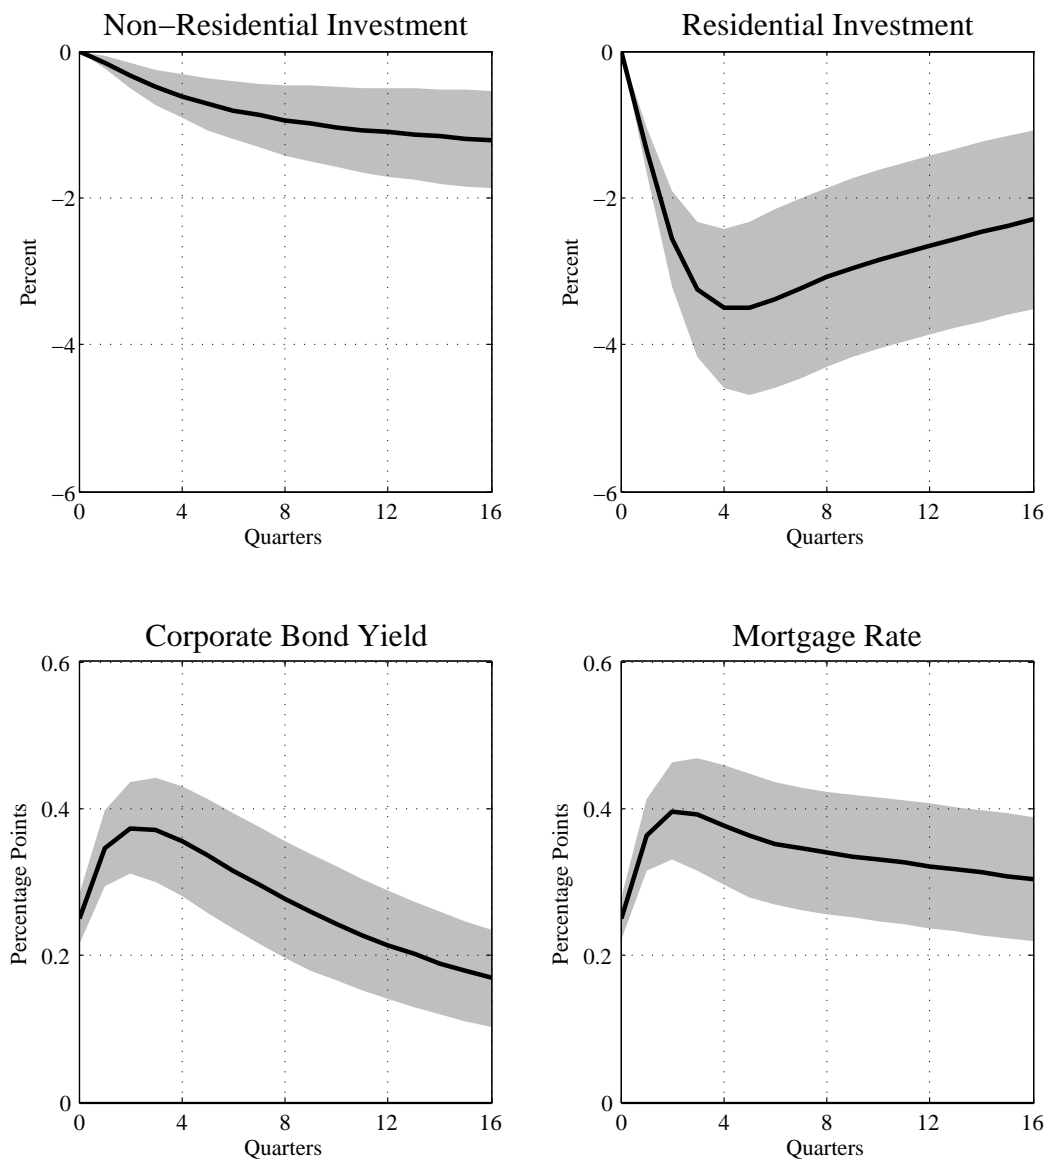 Non−Residential Investment
0
−2
−4
−6
Percent
0 4 8 12 16
Quarters
Residential Investment
0
−2
−4
−6
Percent
0 4 8 12 16
Quarters
Corporate Bond Yield
0.6
0.4
0.2
0
Percentage Points
0 4 8 12 16
Quarters
Mortgage Rate
0.6
0.4
0.2
0
Percentage Points
0 4 8 12 16
Quarters